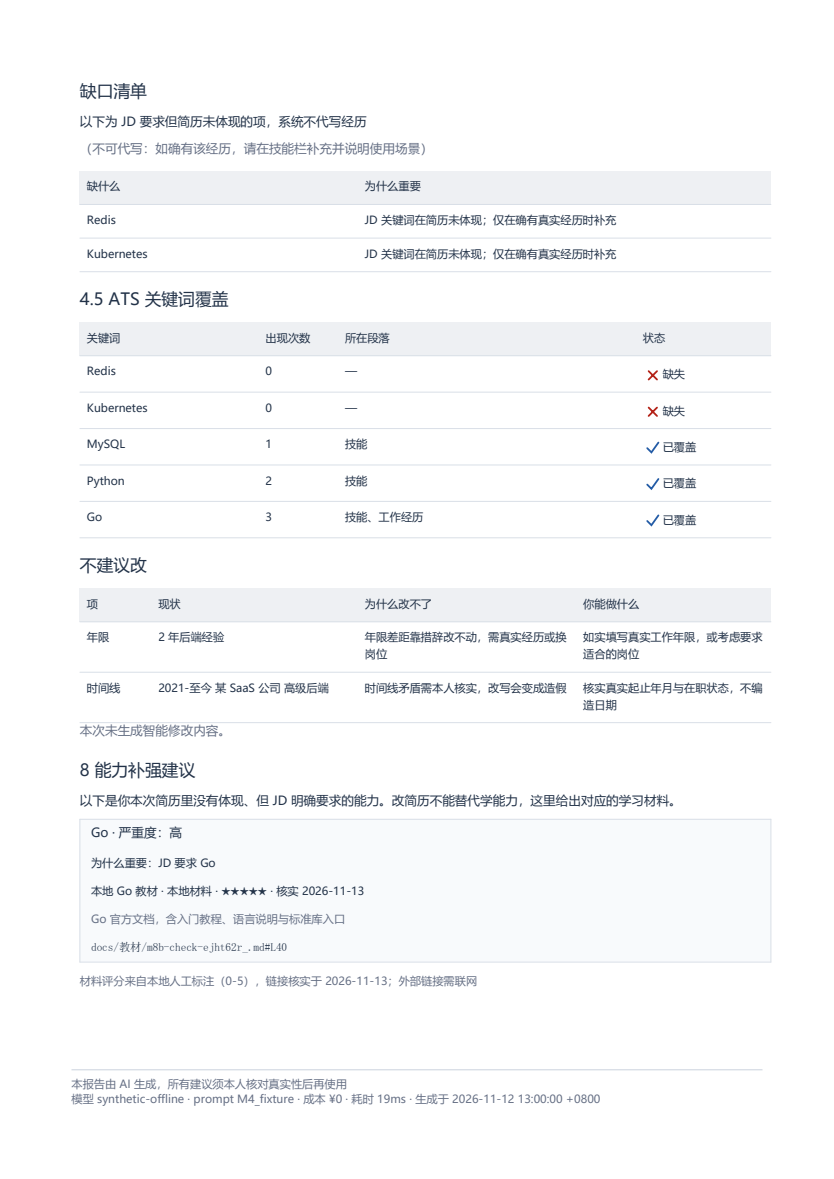 缺口清单
以下为 JD 要求但简历未体现的项，系统不代写经历
（不可代写：如确有该经历，请在技能栏补充并说明使用场景）
缺什么 为什么重要
Redis JD 关键词在简历未体现；仅在确有真实经历时补充
Kubernetes JD 关键词在简历未体现；仅在确有真实经历时补充
4.5 ATS 关键词覆盖
关键词 出现次数 所在段落 状态
Redis 0 — ✕ 缺失
Kubernetes 0 — ✕ 缺失
MySQL 1 技能 ✓ 已覆盖
Python 2 技能 ✓ 已覆盖
Go 3 技能、工作经历 ✓ 已覆盖
不建议改
项 现状 为什么改不了 你能做什么
年限 2 年后端经验 年限差距靠措辞改不动，需真实经历或换 如实填写真实工作年限，或考虑要求
岗位 适合的岗位
时间线 2021-至今 某 SaaS 公司 高级后端 时间线矛盾需本人核实，改写会变成造假 核实真实起止年月与在职状态，不编
造日期
本次未生成智能修改内容。
8 能力补强建议
以下是你本次简历里没有体现、但 JD 明确要求的能力。改简历不能替代学能力，这里给出对应的学习材料。
Go · 严重度：高
为什么重要：JD 要求 Go
本地 Go 教材 · 本地材料 · ★★★★★ · 核实 2026-11-13
Go 官方文档，含入门教程、语言说明与标准库入口
docs/教材/m8b-check-ejht62r_.md#L40
材料评分来自本地人工标注（0-5），链接核实于 2026-11-13；外部链接需联网
本报告由 AI 生成，所有建议须本人核对真实性后再使用
模型 synthetic-offline · prompt M4_fixture · 成本 ¥0 · 耗时 19ms · 生成于 2026-11-12 13:00:00 +0800